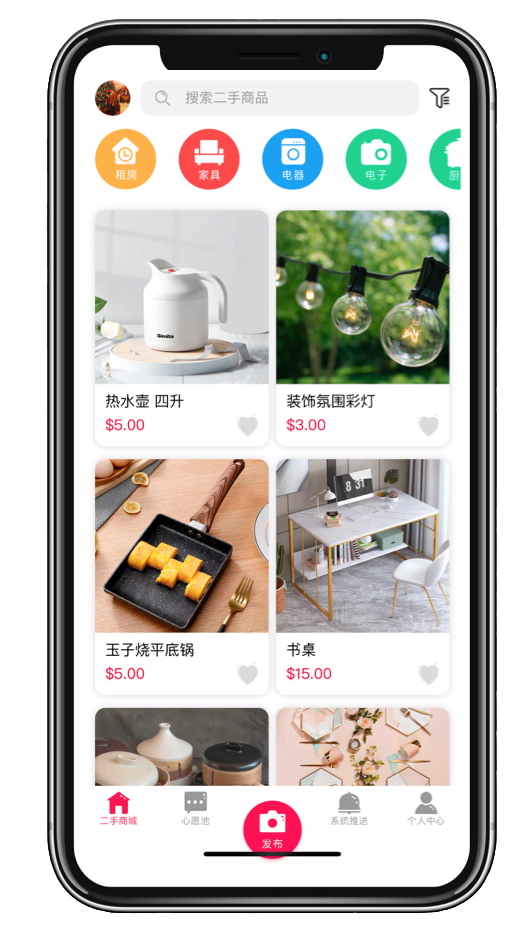 搜索二手商品
租房
家具
电器
电子
厨
Simita
热水壶 四升
$5.00
装饰氛围彩灯
$3.00
8 31
玉子烧平底锅
$5.00
书桌
$15.00
二手商城
心愿池
发布
系统推送
个人中心